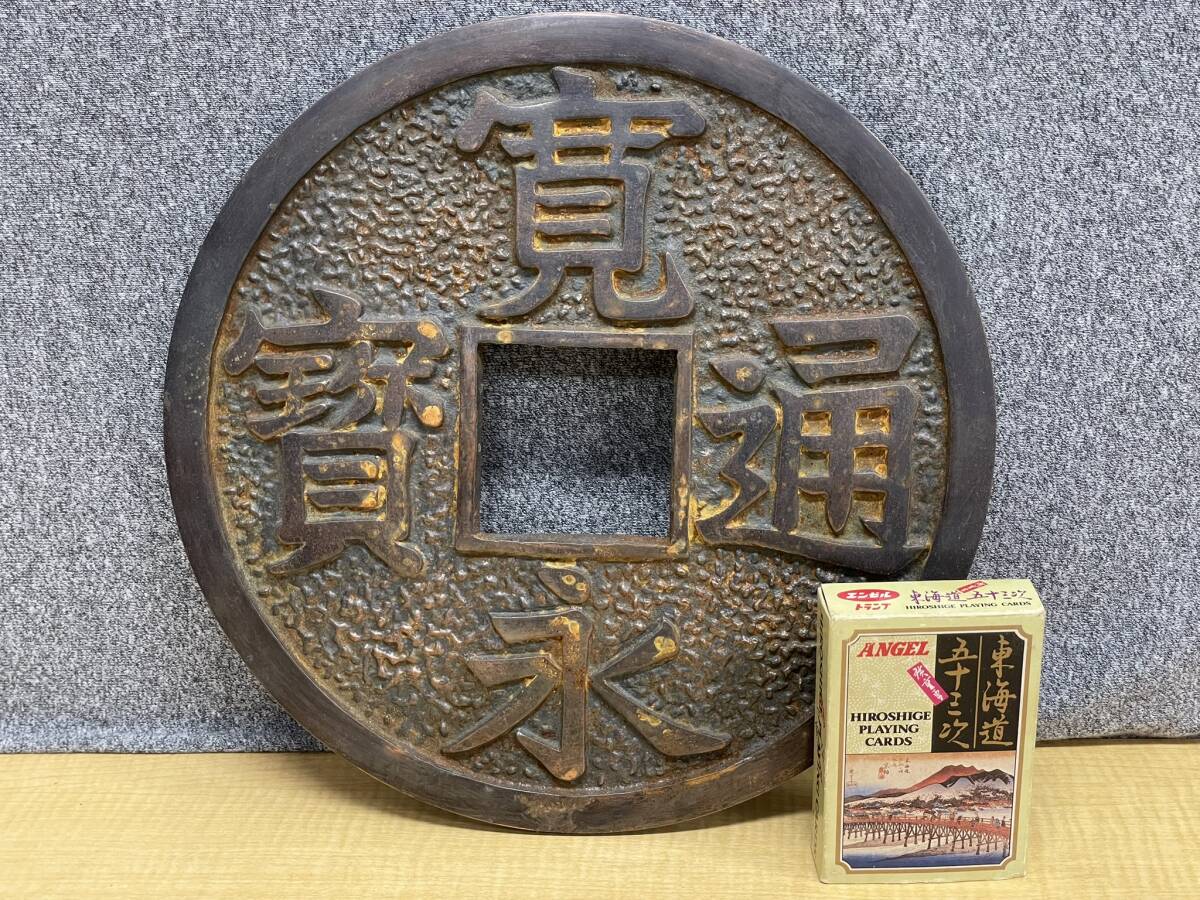 寛
永
通
寳
エンゼル
トランプ
東海道五十三次
HIROSHIGE PLAYING CARDS
ANGEL
東海道
五十三次
HIROSHIGE
PLAYING
CARDS